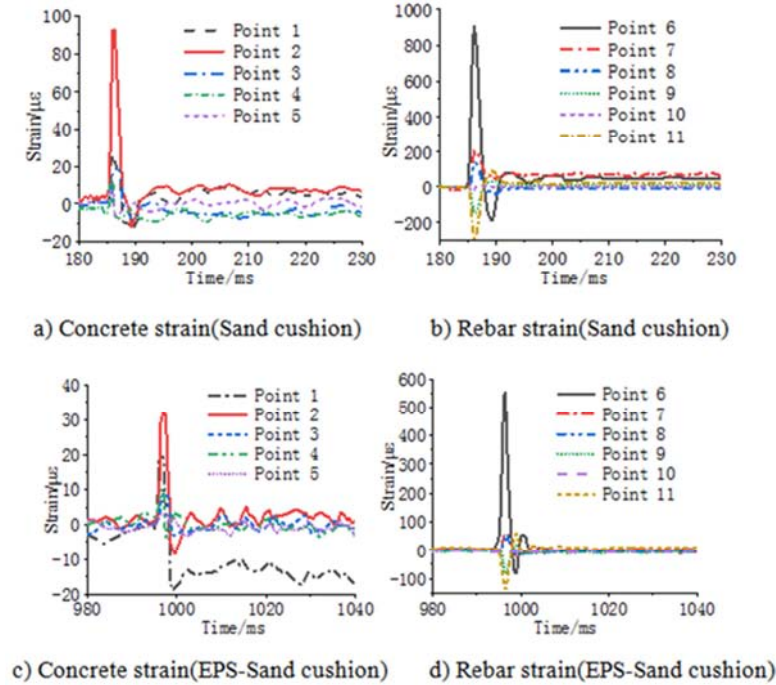 Strain/με
100
80
60
40
20
0
-20
180 190 200 210 220 230
Time/ms
Point 1
Point 2
Point 3
Point 4
Point 5
a) Concrete strain(Sand cushion)
Strain/με
1000
800
600
400
200
0
-200
180 190 200 210 220 230
Time/ms
Point 6
Point 7
Point 8
Point 9
Point 10
Point 11
b) Rebar strain(Sand cushion)
Strain/με
40
30
20
10
0
-10
-20
980 1000 1020 1040
Time/ms
Point 1
Point 2
Point 3
Point 4
Point 5
c) Concrete strain(EPS-Sand cushion)
Strain/με
600
500
400
300
200
100
0
-100
980 1000 1020 1040
Time/ms
Point 6
Point 7
Point 8
Point 9
Point 10
Point 11
d) Rebar strain(EPS-Sand cushion)